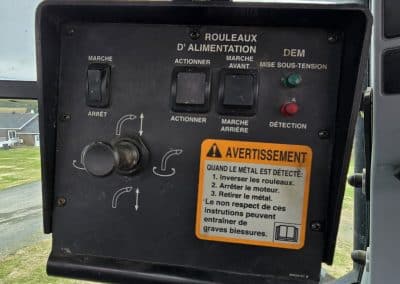 ROULEAUX
D'ALIMENTATION
MARCHE
ARRÊT
ACTIONNER
ACTIONNER
MARCHE
AVANT
MARCHE
ARRIÈRE
DEM
MISE SOUS-TENSION
DÉTECTION
AVERTISSEMENT
QUAND LE MÉTAL EST DÉTECTÉ:
1. Inverser les rouleaux.
2. Arrêter le moteur.
3. Retirer le métal.
Le non respect de ces
instrutions peuvent
entraîner de
graves blessures.